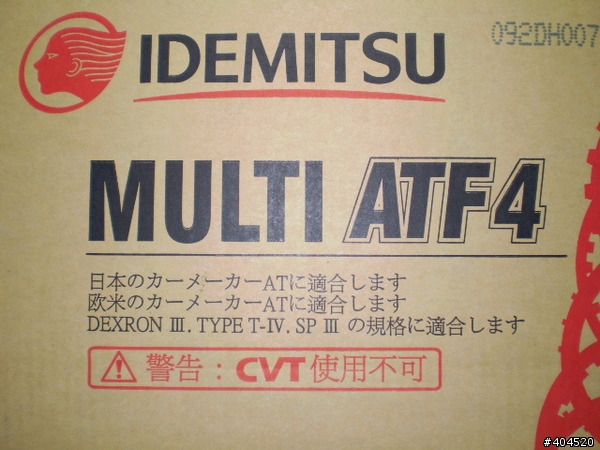 IDEMITSU
092DH007
MULTI ATF4
日本のカーメーカーATに適合します
欧米のカーメーカーATに適合します
DEXRON Ⅲ. TYPE T-Ⅳ. SP Ⅲ の規格に適合します
警告：CVT使用不可
#404520